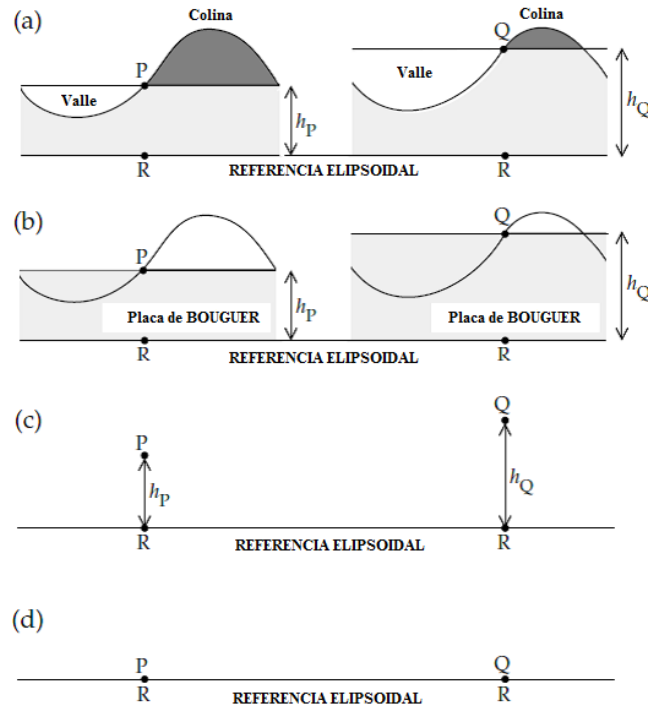 (a)
Colina
Colina
P
Q
Valle
Valle
hP
hQ
R
R
REFERENCIA ELIPSOIDAL
(b)
P
Q
Placa de BOUGUER
hP
Placa de BOUGUER
hQ
R
R
REFERENCIA ELIPSOIDAL
(c)
P
Q
hP
hQ
R
R
REFERENCIA ELIPSOIDAL
(d)
P
Q
R
R
REFERENCIA ELIPSOIDAL